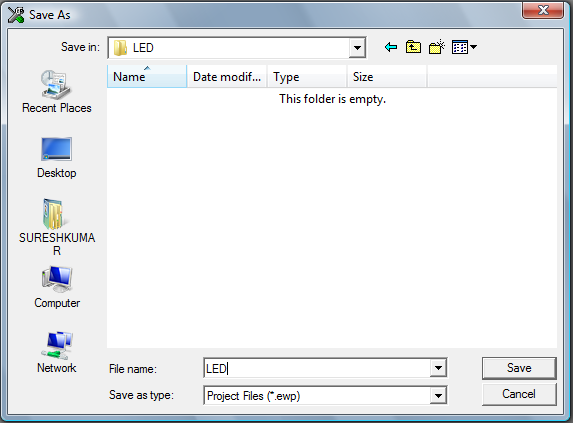 Save As
Save in: LED
Name Date modif... Type Size
This folder is empty.
Recent Places
Desktop
SURESHKUMA
R
Computer
Network
File name: LED Save
Save as type: Project Files (*.ewp) Cancel